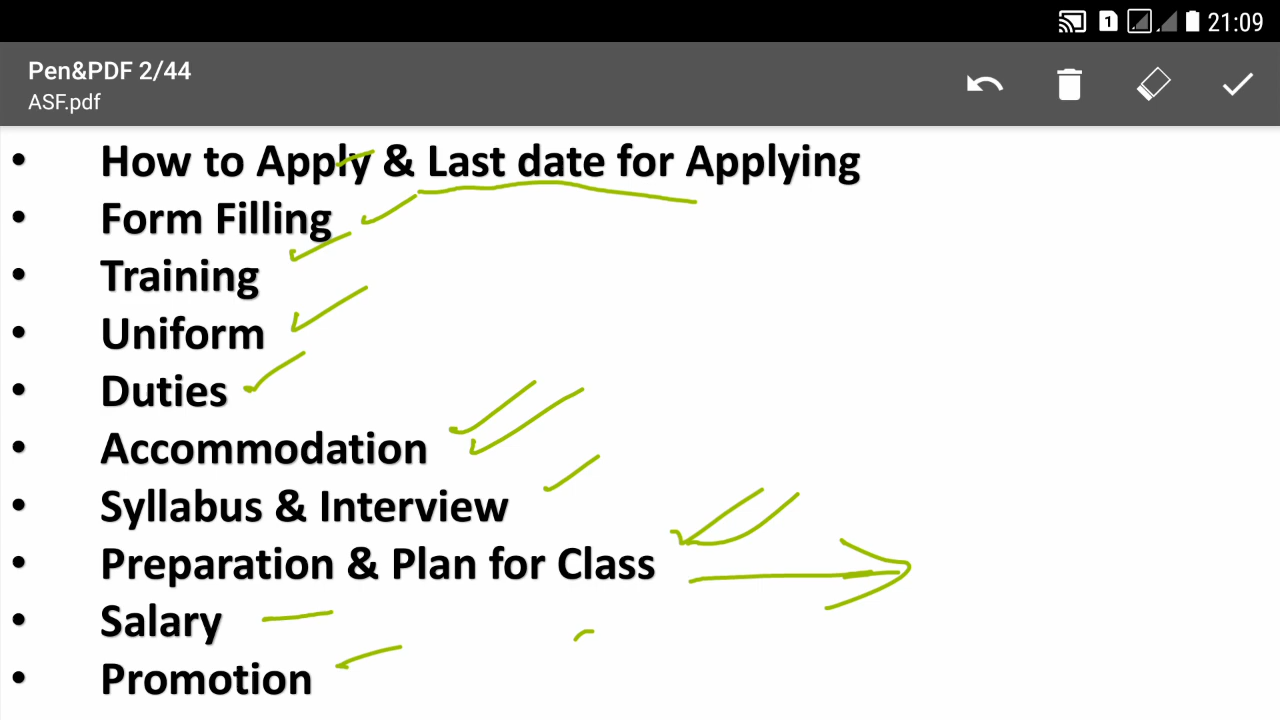 1 21:09
Pen&PDF 2/44
ASF.pdf
• How to Apply & Last date for Applying
• Form Filling
• Training
• Uniform
• Duties
• Accommodation
• Syllabus & Interview
• Preparation & Plan for Class
• Salary
• Promotion